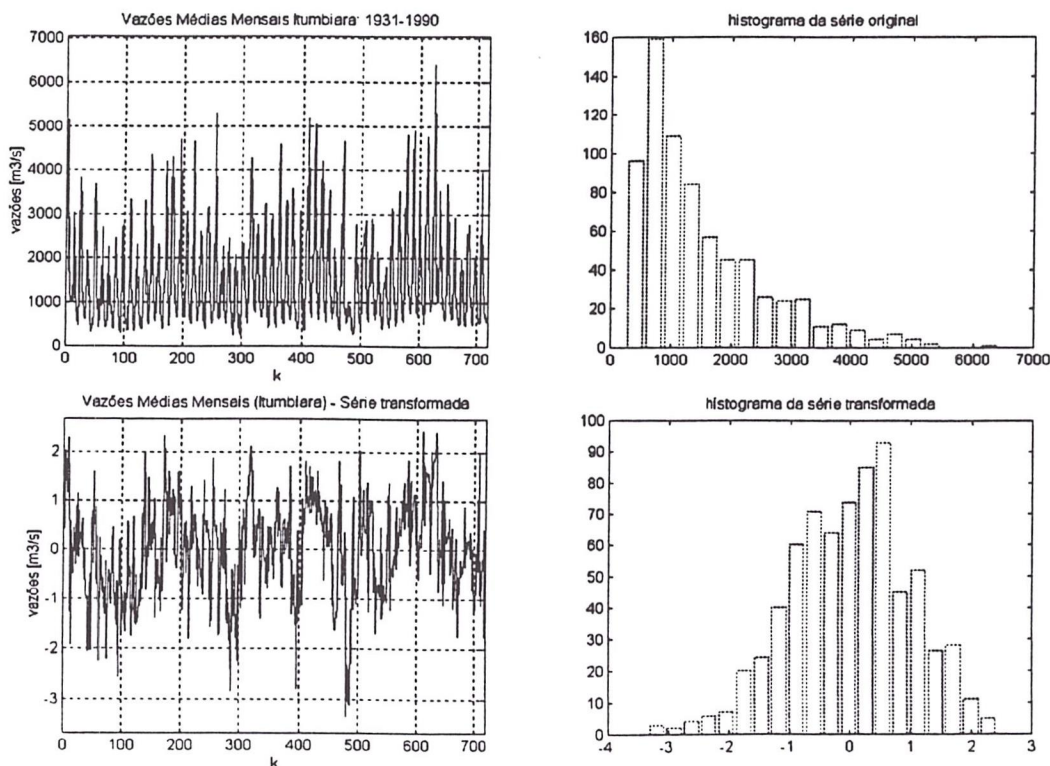 Vazões Médias Mensais Itumbiara: 1931-1990
7000
6000
5000
4000
3000
2000
1000
0
vazões [m3/s]
0 100 200 300 400 500 600 700
k
histograma da série original
160
140
120
100
80
60
40
20
0
0 1000 2000 3000 4000 5000 6000 7000
Vazões Médias Mensais (Itumbiara) - Série transformada
2
1
0
-1
-2
-3
vazões [m3/s]
0 100 200 300 400 500 600 700
k
histograma da série transformada
100
90
80
70
60
50
40
30
20
10
0
-4 -3 -2 -1 0 1 2 3